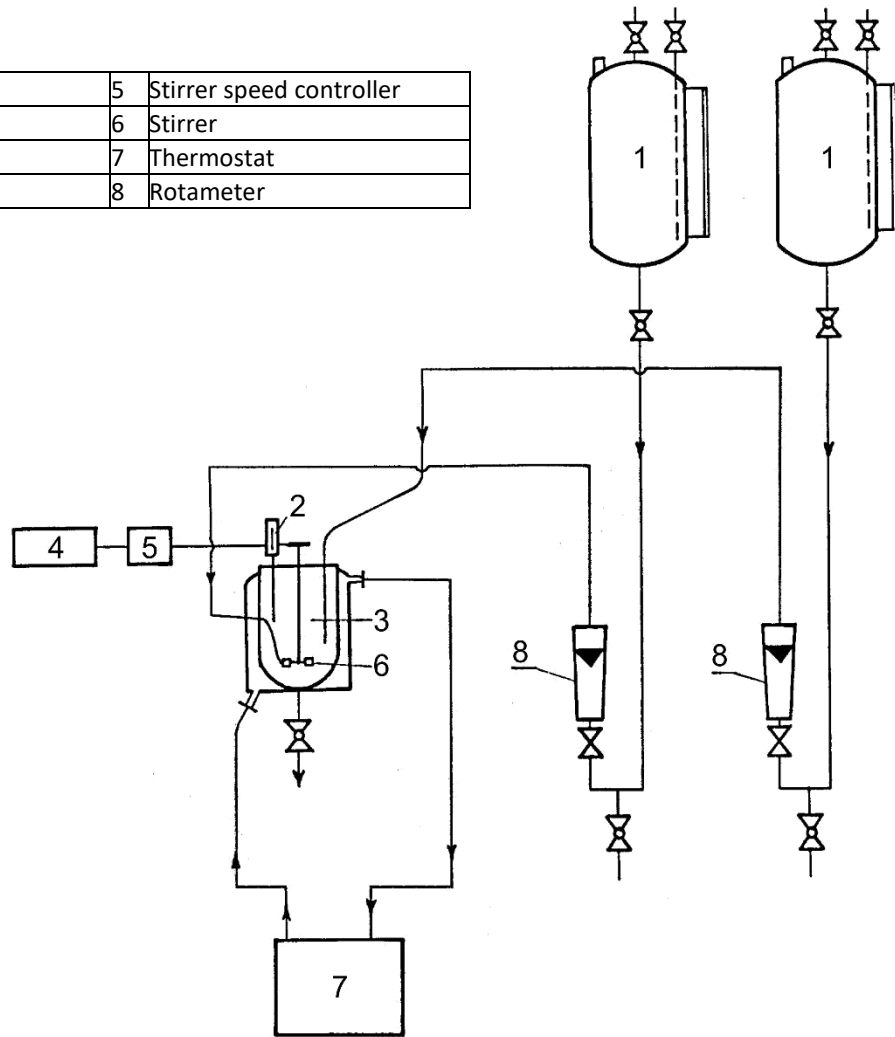 5 Stirrer speed controller
6 Stirrer
7 Thermostat
8 Rotameter
1 1
2
4 5
3
6
8 8
7